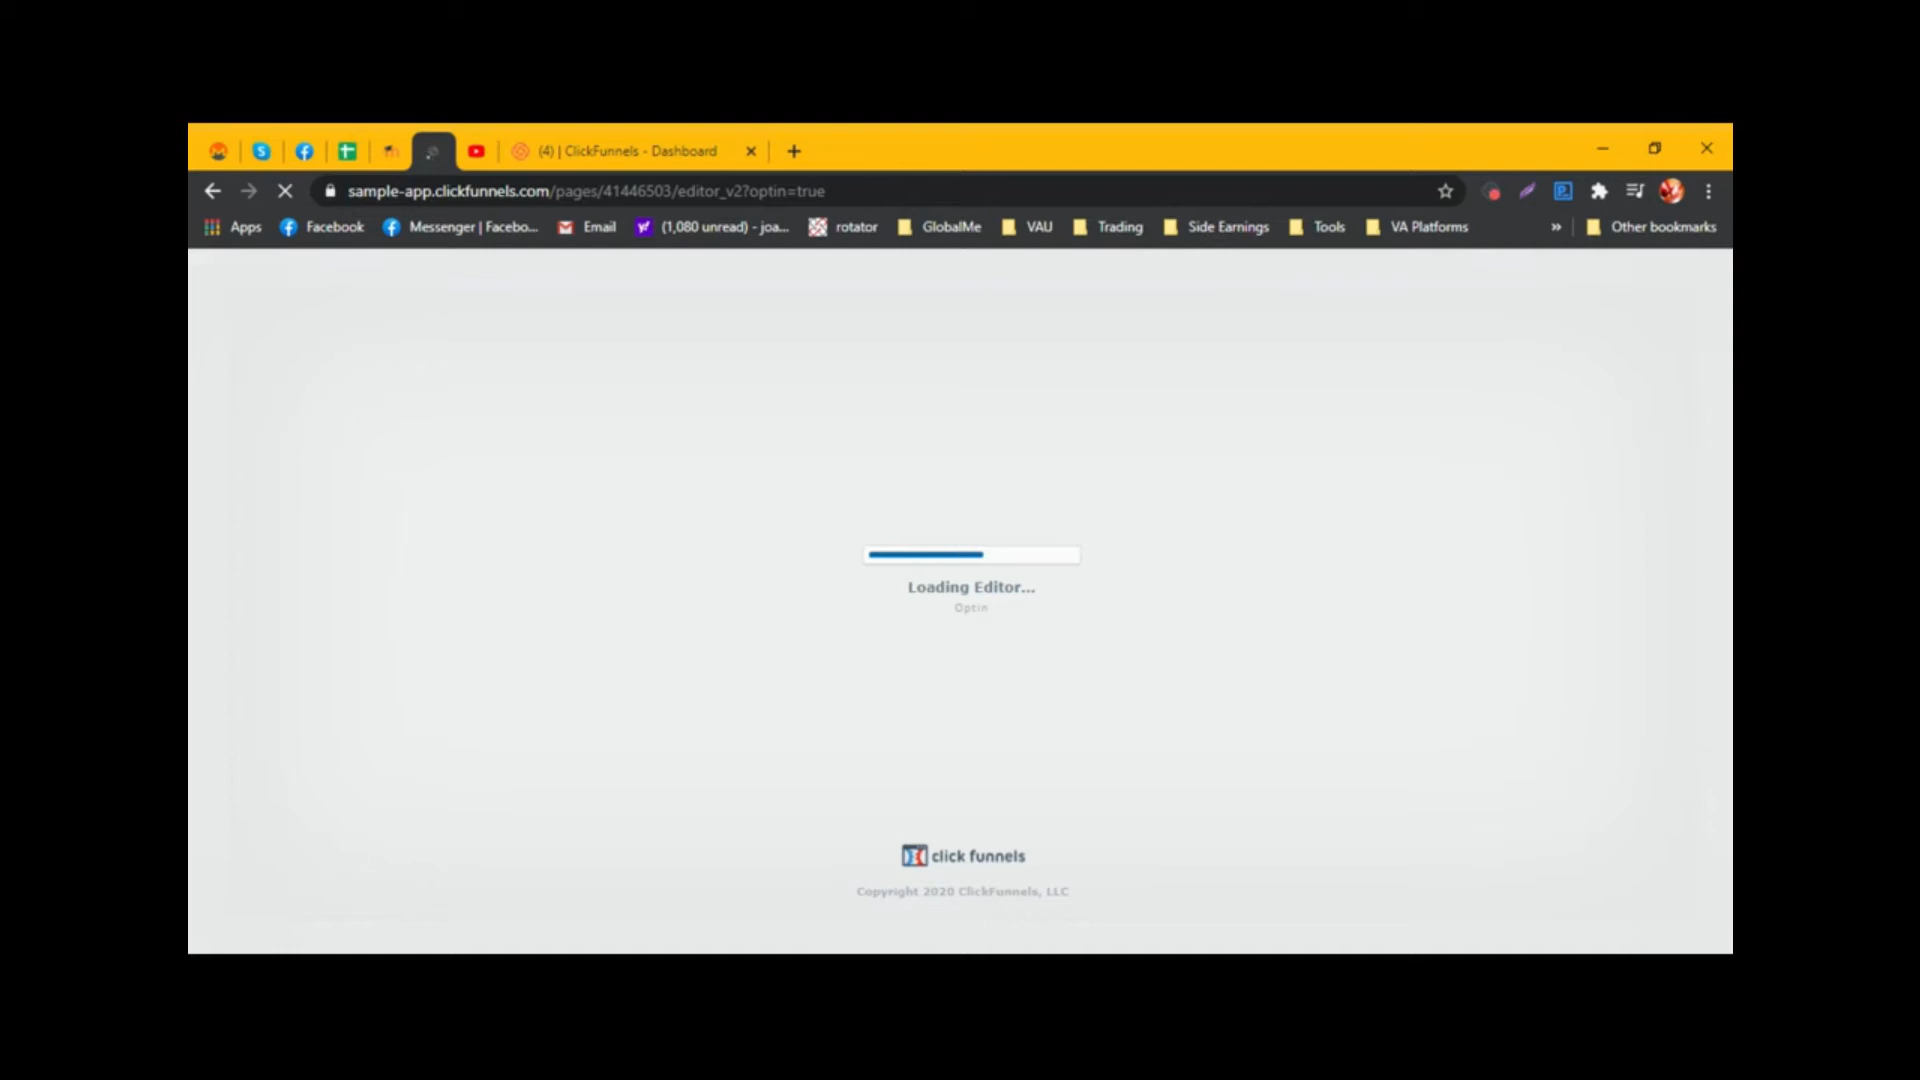 (4) | ClickFunnels - Dashboard
sample-app.clickfunnels.com/pages/41446503/editor_v2?optin=true
Apps Facebook Messenger | Facebo... Email (1,080 unread) - joa... rotator GlobalMe VAU Trading Side Earnings Tools VA Platforms » Other bookmarks
Loading Editor...
Optin
click funnels
Copyright 2020 ClickFunnels, LLC